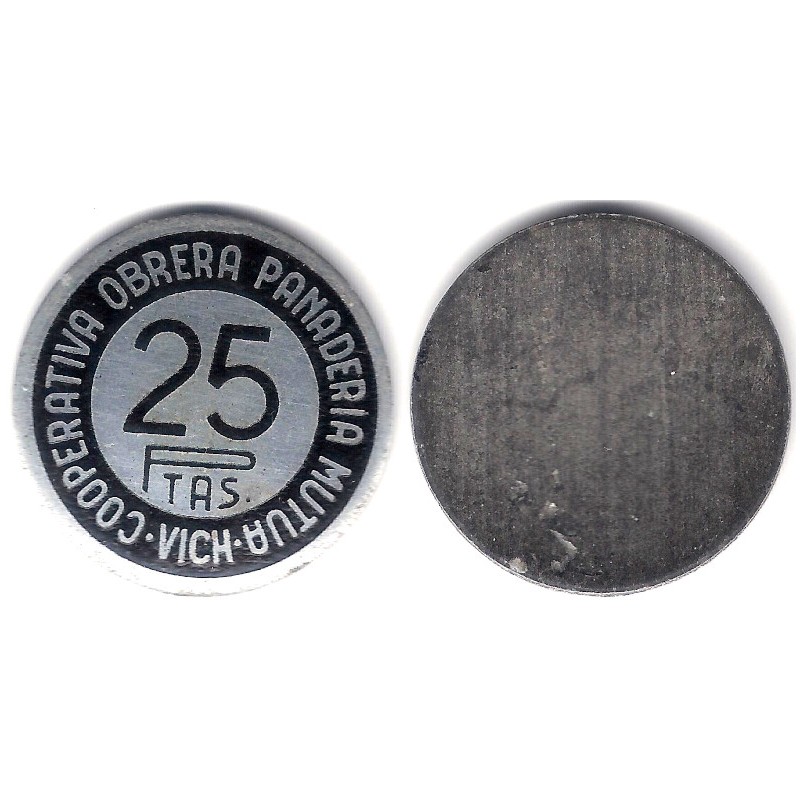 COOPERATIVA OBRERA PANADERIA MUTUA · VICH ·
25
PTAS.